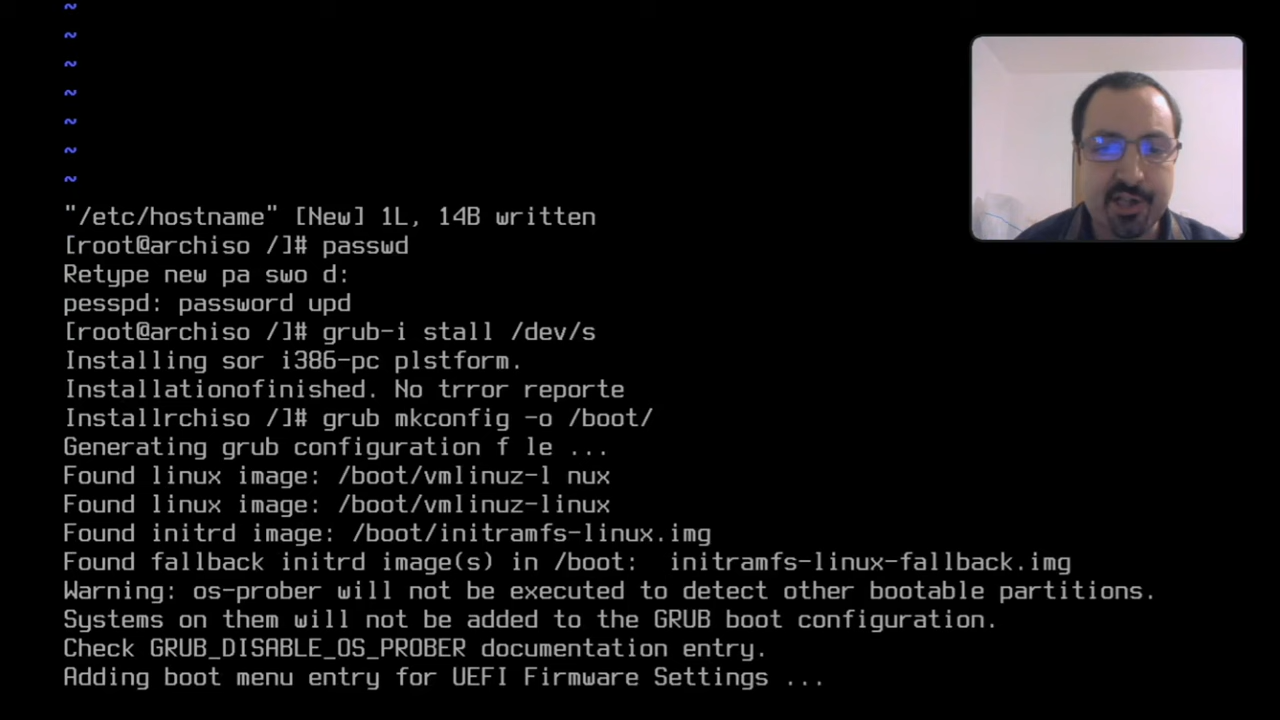 ~
~
~
~
~
~
~
"/etc/hostname" [New] 1L, 14B written
[root@archiso /]# passwd
Retype new pa swo d:
pesspd: password upd
[root@archiso /]# grub-i stall /dev/s
Installing sor i386-pc plstform.
Installationofinished. No trror reporte
Installrchiso /]# grub mkconfig -o /boot/
Generating grub configuration f le ...
Found linux image: /boot/vmlinuz-l nux
Found linux image: /boot/vmlinuz-linux
Found initrd image: /boot/initramfs-linux.img
Found fallback initrd image(s) in /boot:  initramfs-linux-fallback.img
Warning: os-prober will not be executed to detect other bootable partitions.
Systems on them will not be added to the GRUB boot configuration.
Check GRUB_DISABLE_OS_PROBER documentation entry.
Adding boot menu entry for UEFI Firmware Settings ...